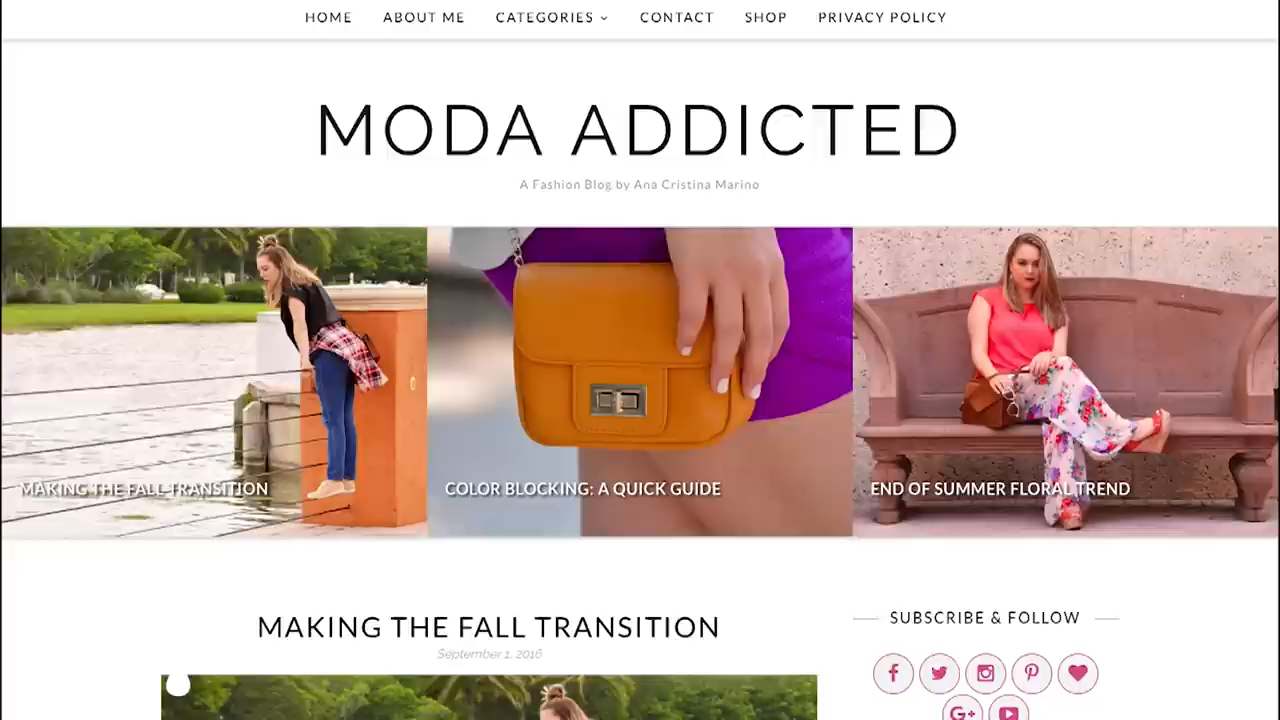 HOME ABOUT ME CATEGORIES CONTACT SHOP PRIVACY POLICY
MODA ADDICTED
A Fashion Blog by Ana Cristina Marino
MAKING THE FALL TRANSITION
COLOR BLOCKING: A QUICK GUIDE
END OF SUMMER FLORAL TREND
MAKING THE FALL TRANSITION
September 1, 2016
SUBSCRIBE & FOLLOW
G+